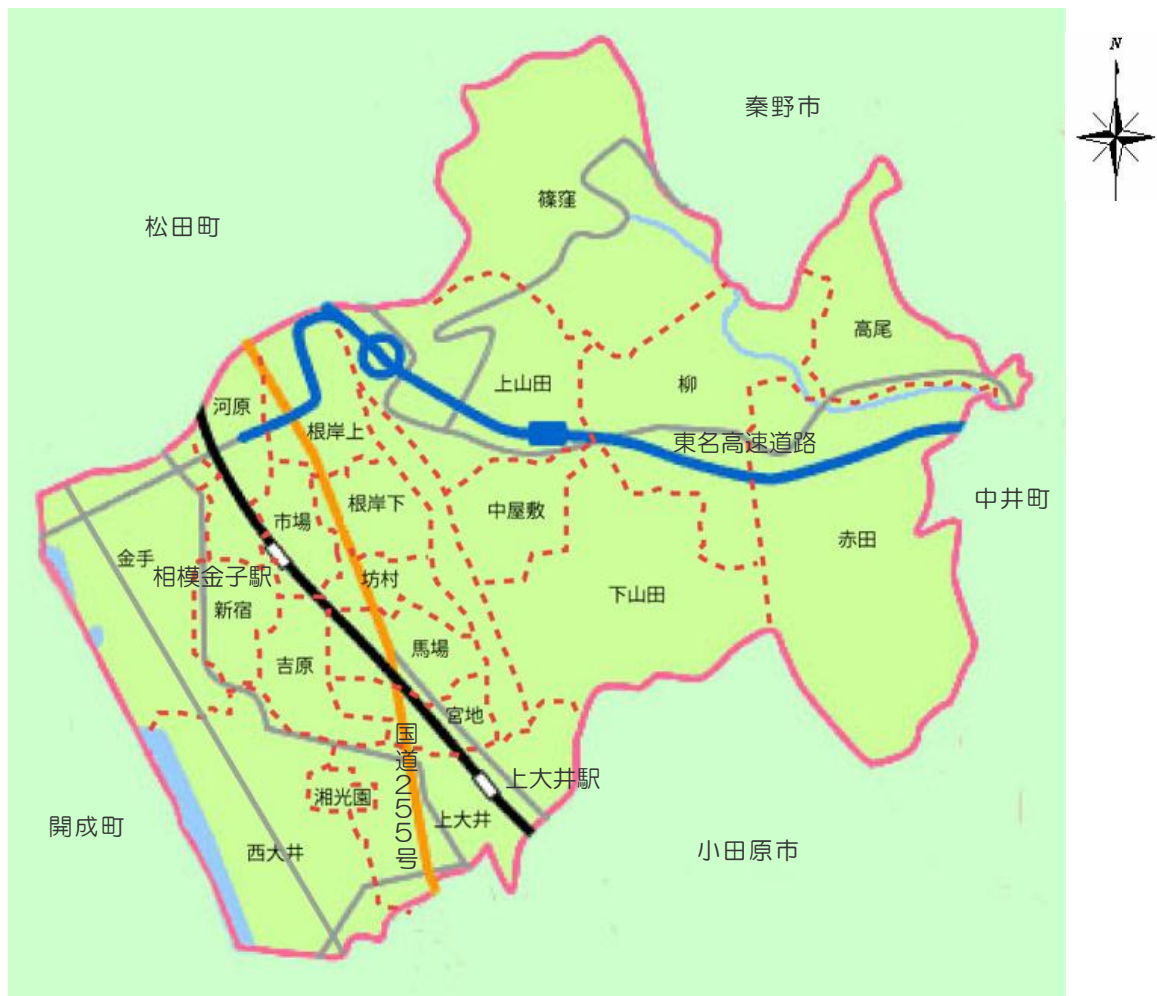 N
秦野市
篠窪
松田町
高尾
上山田
柳
河原
根岸上
東名高速道路
中井町
根岸下
中屋敷
市場
赤田
金手
相模金子駅
坊村
下山田
新宿
馬場
吉原
宮地
国道255号
上大井駅
湘光園
上大井
開成町
西大井
小田原市